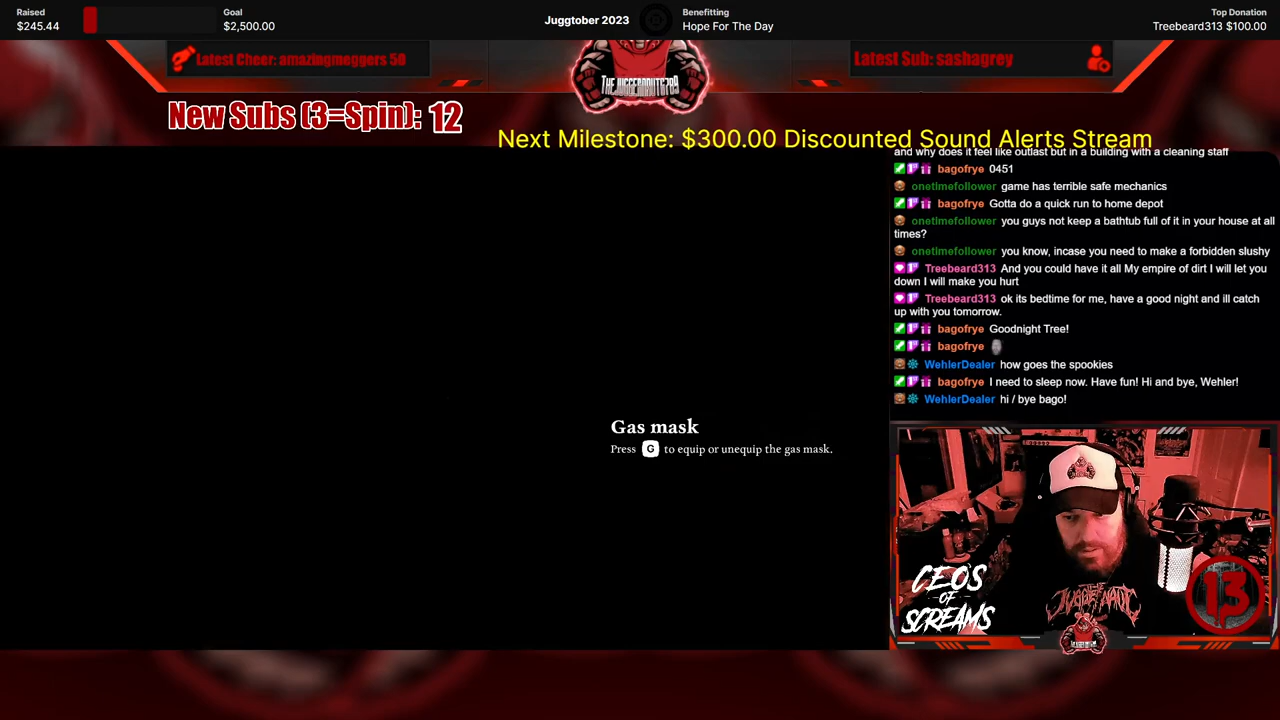 Raised
$245.44
Goal
$2,500.00
Juggtober 2023
Benefitting
Hope For The Day
Top Donation
Treebeard313 $100.00
Latest Cheer: amazingmeggers 50
THEJUGGERNAUT6789
Latest Sub: sashagrey
New Subs (3=Spin): 12
Next Milestone: $300.00 Discounted Sound Alerts Stream
and why does it feel like outlast but in a building with a cleaning staff
bagofrye 0451
onetimefollower game has terrible safe mechanics
bagofrye Gotta do a quick run to home depot
onetimefollower you guys not keep a bathtub full of it in your house at all
times?
onetimefollower you know, incase you need to make a forbidden slushy
Treebeard313 And you could have it all My empire of dirt I will let you
down I will make you hurt
Treebeard313 ok its bedtime for me, have a good night and ill catch
up with you tomorrow.
bagofrye Goodnight Tree!
bagofrye
WehlerDealer how goes the spookies
bagofrye I need to sleep now. Have fun! Hi and bye, Wehler!
WehlerDealer hi / bye bago!
Gas mask
Press G to equip or unequip the gas mask.
CEOS
OF
SCREAMS
THE
JUGGERNAUT
13